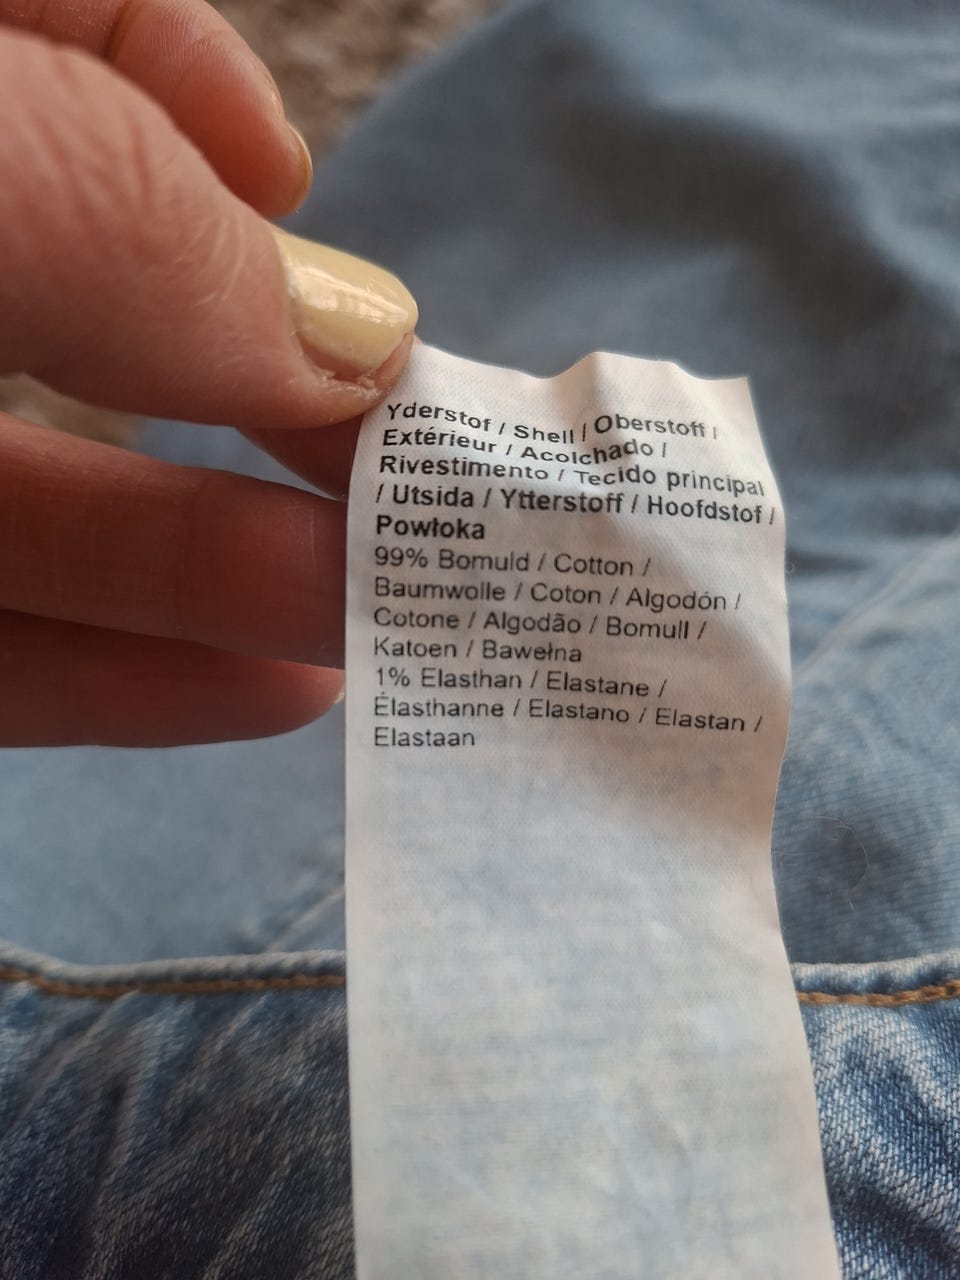 Yderstof / Shell / Oberstoff /
Extérieur / Acolchado /
Rivestimento / Tecido principal
/ Utsida / Ytterstoff / Hoofdstof /
Powłoka
99% Bomuld / Cotton /
Baumwolle / Coton / Algodón /
Cotone / Algodão / Bomull /
Katoen / Bawełna
1% Elasthan / Elastane /
Élasthanne / Elastano / Elastan /
Elastaan